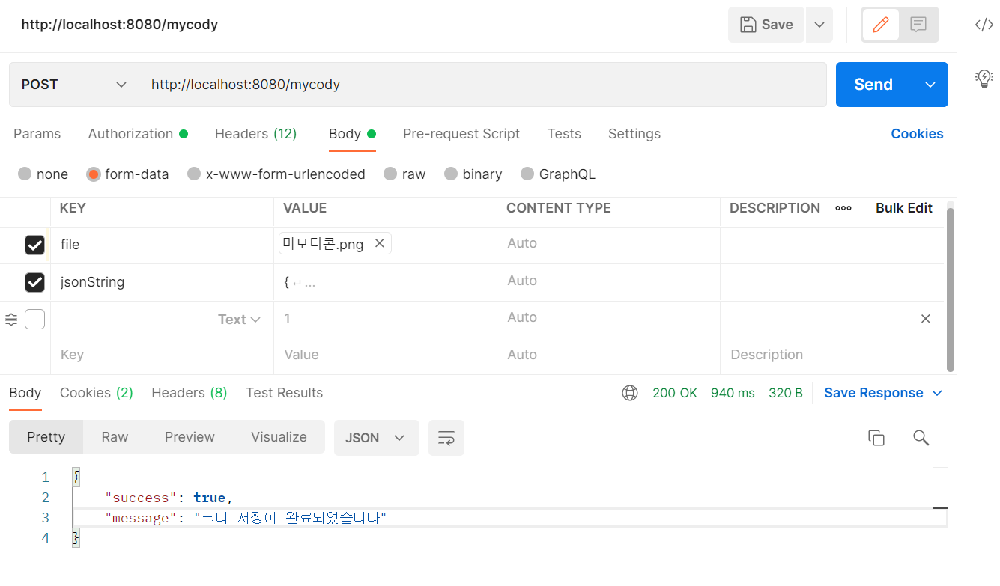 http://localhost:8080/mycody Save
POST http://localhost:8080/mycody Send
Params Authorization Headers (12) Body Pre-request Script Tests Settings Cookies
none form-data x-www-form-urlencoded raw binary GraphQL
KEY VALUE CONTENT TYPE DESCRIPTION Bulk Edit
file 미모티콘.png Auto
jsonString { ↵ ... Auto
Text 1 Auto
Key Value Auto Description
Body Cookies (2) Headers (8) Test Results 200 OK 940 ms 320 B Save Response
Pretty Raw Preview Visualize JSON
1 {
2 "success": true,
3 "message": "코디 저장이 완료되었습니다"
4 }